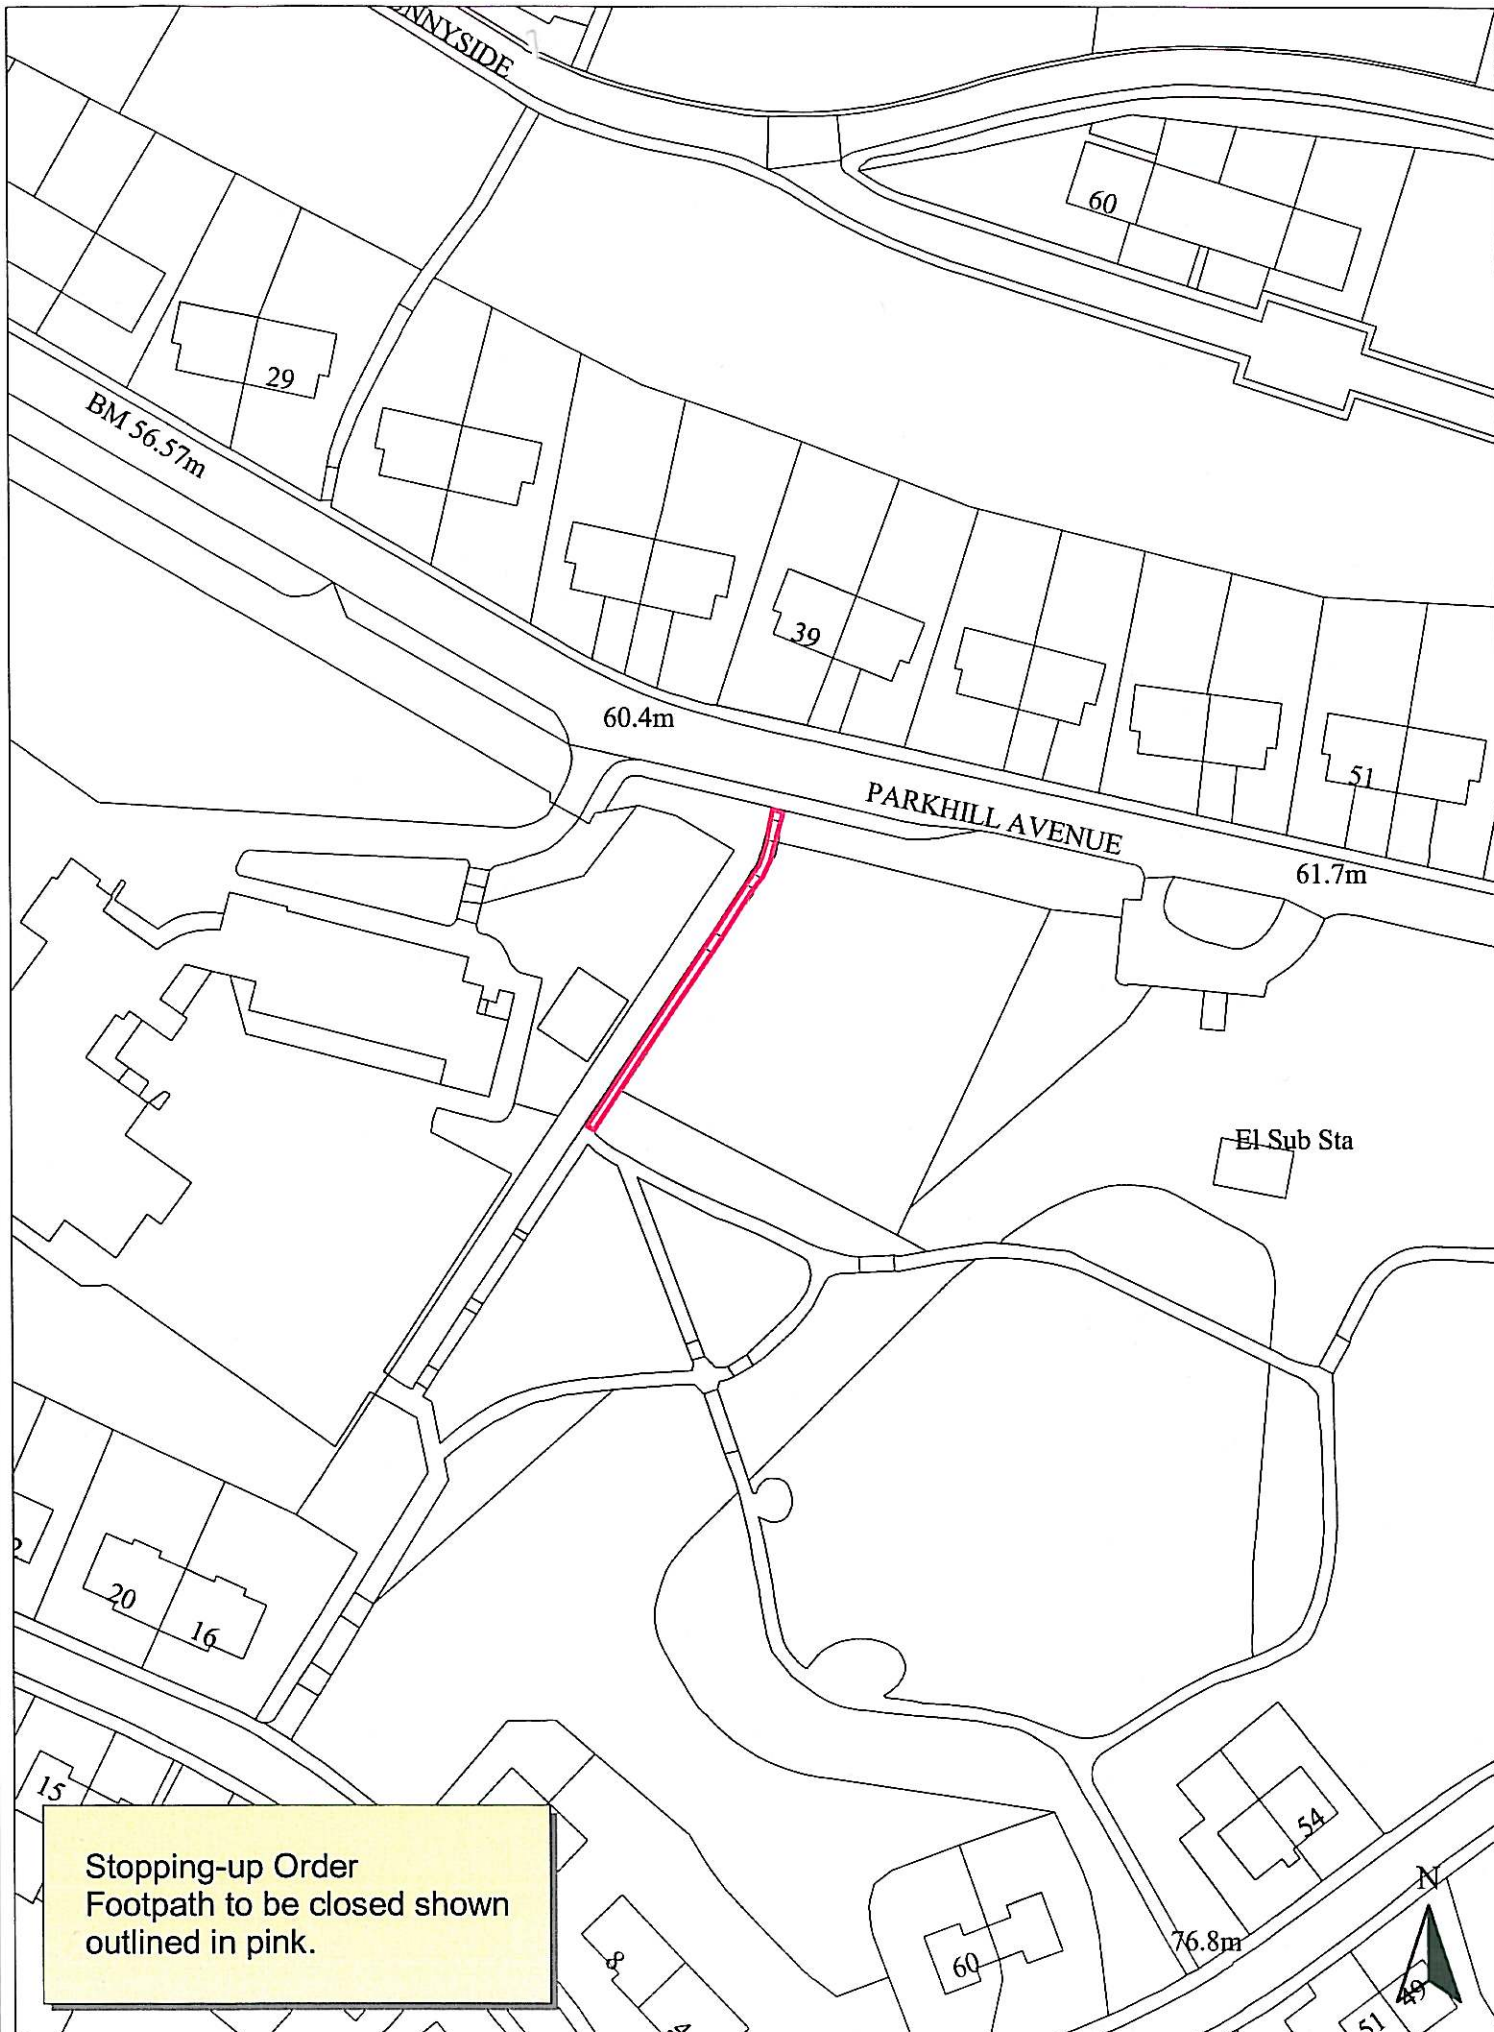 NNYSIDE
60
29
BM 56.57m
39
60.4m
51
PARKHILL AVENUE
61.7m
El Sub Sta
20
16
15
54
Stopping-up Order
Footpath to be closed shown
outlined in pink.
N
76.8m
8
60
49
51